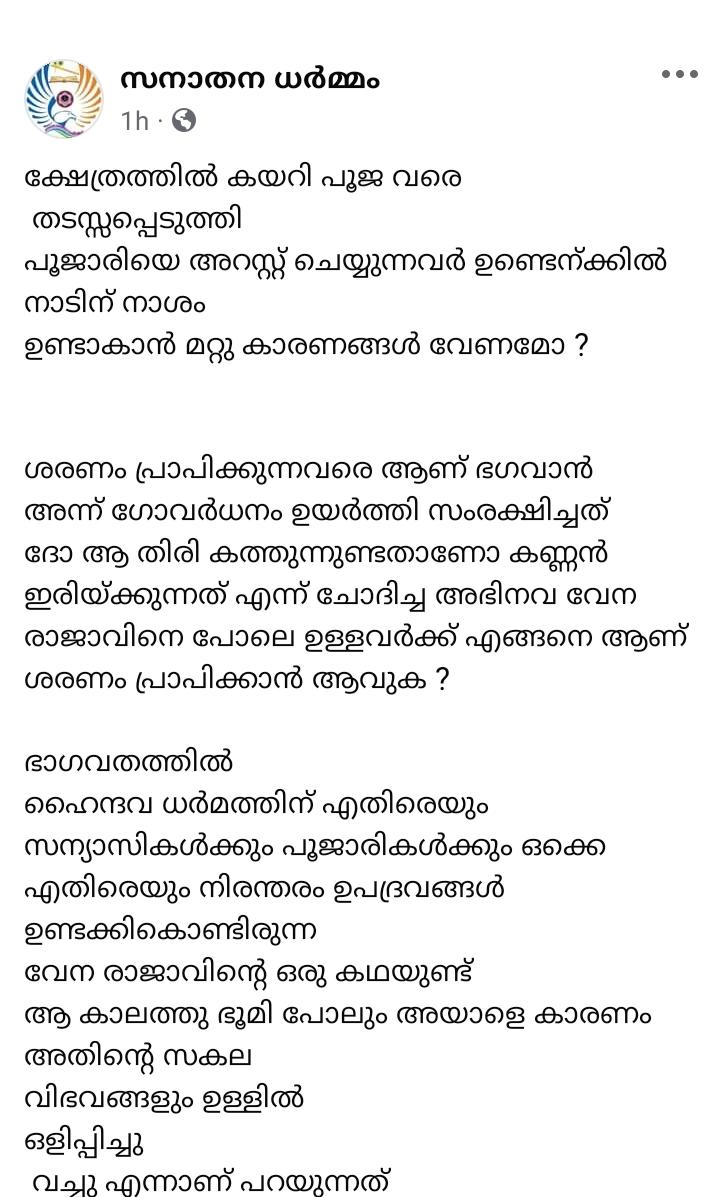 സനാതന ധർമ്മം
1h ·
ക്ഷേത്രത്തിൽ കയറി പൂജ വരെ
തടസ്സപ്പെടുത്തി
പൂജാരിയെ അറസ്റ്റ് ചെയ്യുന്നവർ ഉണ്ടെന്ക്കിൽ
നാടിന് നാശം
ഉണ്ടാകാൻ മറ്റു കാരണങ്ങൾ വേണമോ ?
ശരണം പ്രാപിക്കുന്നവരെ ആണ് ഭഗവാൻ
അന്ന് ഗോവർധനം ഉയർത്തി സംരക്ഷിച്ചത്
ദോ ആ തിരി കത്തുന്നുണ്ടതാണോ കണ്ണൻ
ഇരിയ്ക്കുന്നത് എന്ന് ചോദിച്ച അഭിനവ വേന
രാജാവിനെ പോലെ ഉള്ളവർക്ക് എങ്ങനെ ആണ്
ശരണം പ്രാപിക്കാൻ ആവുക ?
ഭാഗവതത്തിൽ
ഹൈന്ദവ ധർമത്തിന് എതിരെയും
സന്യാസികൾക്കും പൂജാരികൾക്കും ഒക്കെ
എതിരെയും നിരന്തരം ഉപദ്രവങ്ങൾ
ഉണ്ടക്കികൊണ്ടിരുന്ന
വേന രാജാവിന്റെ ഒരു കഥയുണ്ട്
ആ കാലത്തു ഭൂമി പോലും അയാളെ കാരണം
അതിന്റെ സകല
വിഭവങ്ങളും ഉള്ളിൽ
ഒളിപ്പിച്ചു
വച്ചു എന്നാണ് പറയുന്നത്